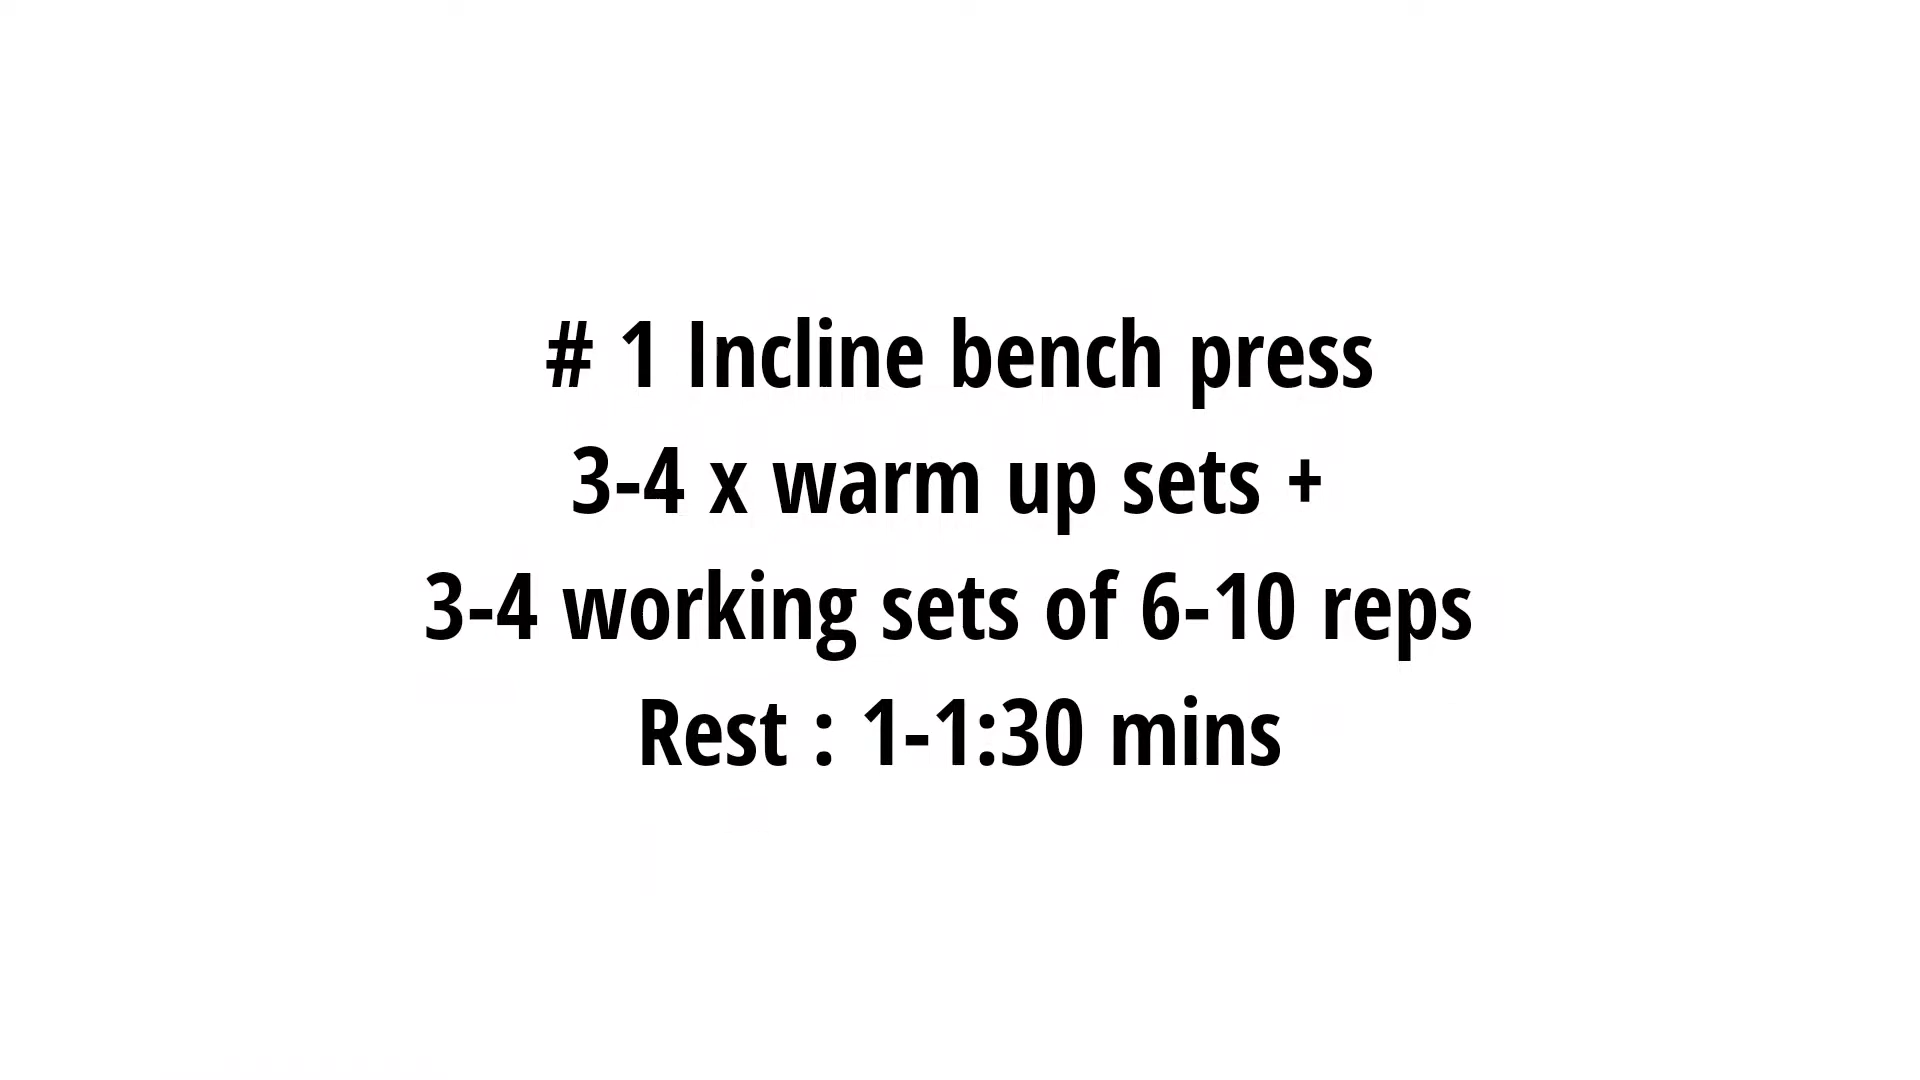 # 1 Incline bench press
3-4 x warm up sets +
3-4 working sets of 6-10 reps
Rest : 1-1:30 mins